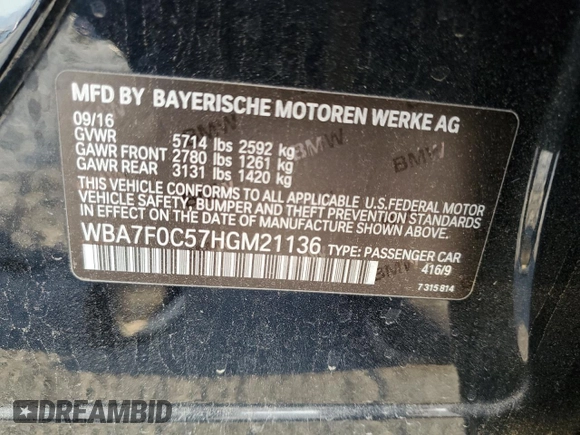 MFD BY BAYERISCHE MOTOREN WERKE AG
09/16
GVWR 5714 lbs 2592 kg
GAWR FRONT 2780 lbs 1261 kg
GAWR REAR 3131 lbs 1420 kg
THIS VEHICLE CONFORMS TO ALL APPLICABLE U.S.FEDERAL MOTOR
VEHICLE SAFETY, BUMPER AND THEFT PREVENTION STANDARDS
IN EFFECT ON THE DATE OF MANUFACTURE SHOWN ABOVE.
WBA7F0C57HGM21136 TYPE: PASSENGER CAR
416/9
7315814
BMW
BMW
BMW
BMW
DREAMBID